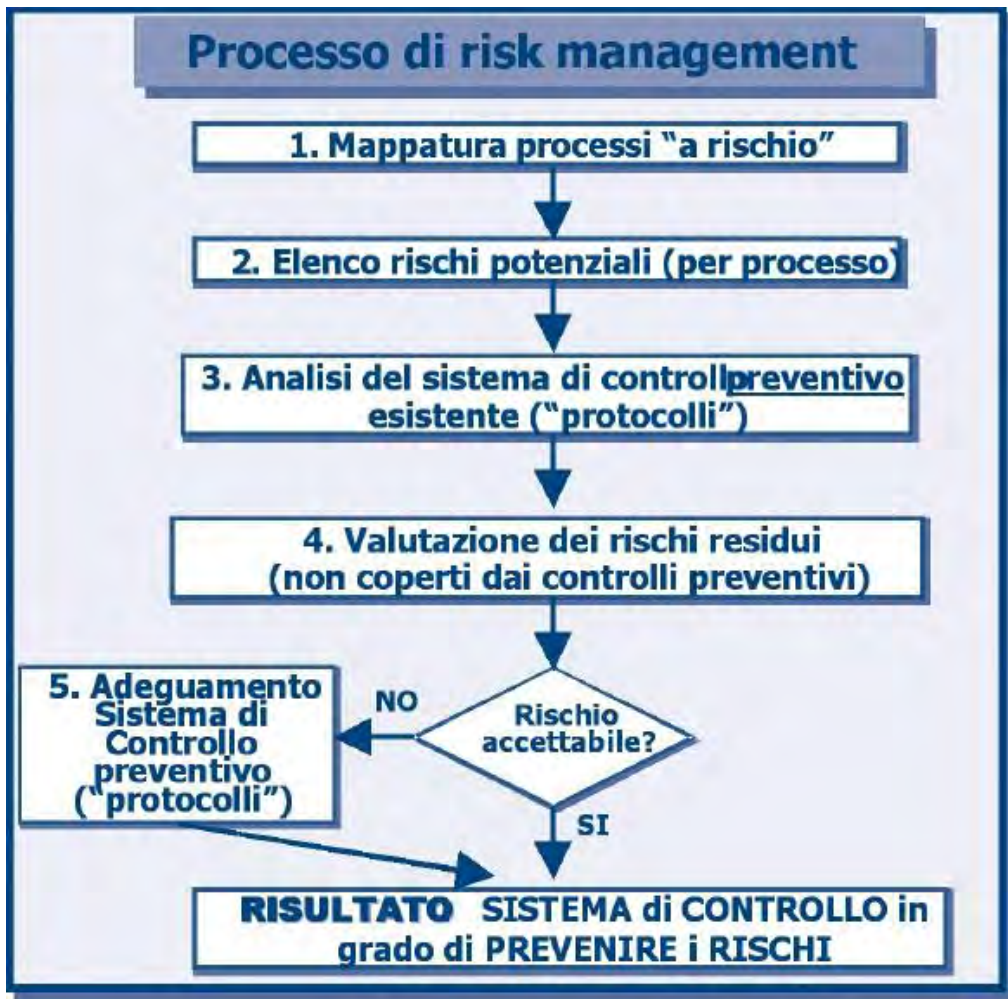 Processo di risk management
1. Mappatura processi “a rischio”
2. Elenco rischi potenziali (per processo)
3. Analisi del sistema di controllo preventivo
esistente (“protocolli”)
4. Valutazione dei rischi residui
(non coperti dai controlli preventivi)
5. Adeguamento
Sistema di
Controllo
preventivo
(“protocolli”)
NO
Rischio
accettabile?
SI
RISULTATO SISTEMA di CONTROLLO in
grado di PREVENIRE i RISCHI